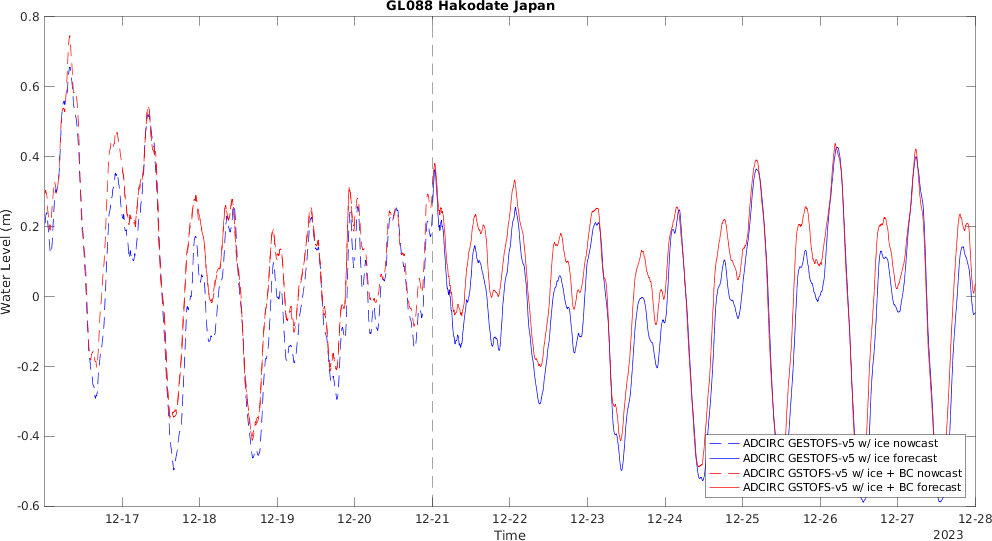 GL088 Hakodate Japan
0.8
0.6
0.4
0.2
0
-0.2
-0.4
-0.6
Water Level (m)
ADCIRC GESTOFS-v5 w/ ice nowcast
ADCIRC GESTOFS-v5 w/ ice forecast
ADCIRC GSTOFS-v5 w/ ice + BC nowcast
ADCIRC GSTOFS-v5 w/ ice + BC forecast
12-17 12-18 12-19 12-20 12-21 12-22 12-23 12-24 12-25 12-26 12-27 12-28
Time
2023